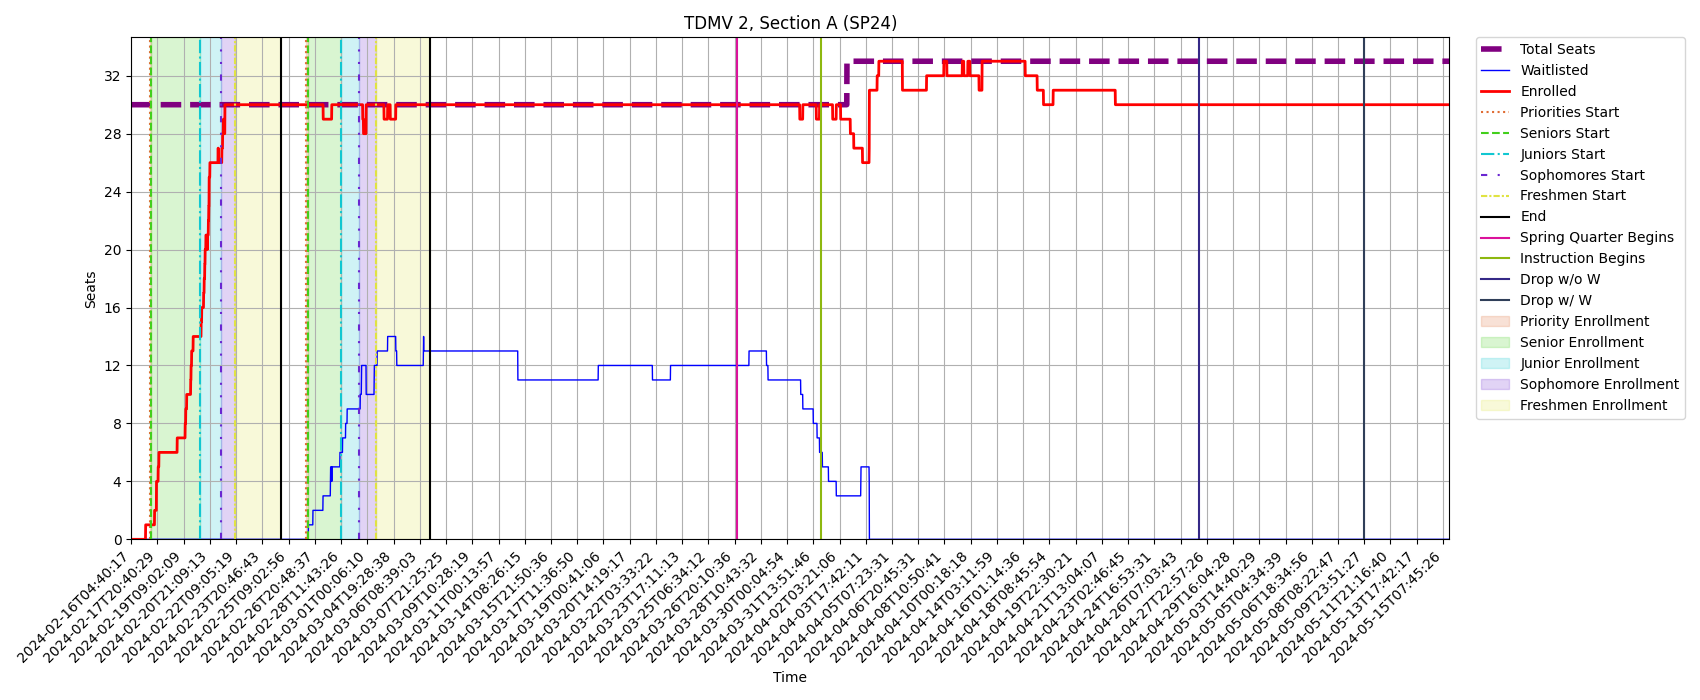 TDMV 2, Section A (SP24)
Seats
32
28
24
20
16
12
8
4
0
2024-02-16T04:40:17
2024-02-17T20:40:29
2024-02-19T09:02:09
2024-02-20T21:09:13
2024-02-22T09:05:19
2024-02-23T20:46:43
2024-02-25T09:02:56
2024-02-26T20:48:37
2024-02-28T11:43:26
2024-03-01T00:06:10
2024-03-04T19:28:38
2024-03-06T08:39:03
2024-03-07T21:25:25
2024-03-09T10:28:19
2024-03-11T00:13:57
2024-03-14T08:26:15
2024-03-15T21:50:36
2024-03-17T11:36:50
2024-03-19T00:41:06
2024-03-20T14:19:17
2024-03-22T03:33:22
2024-03-23T17:11:13
2024-03-25T06:34:12
2024-03-26T20:10:36
2024-03-28T10:43:32
2024-03-30T00:04:54
2024-03-31T13:51:46
2024-04-02T03:21:06
2024-04-03T17:42:11
2024-04-05T07:23:31
2024-04-06T20:45:31
2024-04-08T10:50:41
2024-04-10T00:18:18
2024-04-14T03:11:59
2024-04-16T01:14:36
2024-04-18T08:45:54
2024-04-19T22:30:21
2024-04-21T13:04:07
2024-04-23T02:46:45
2024-04-24T16:53:31
2024-04-26T07:03:43
2024-04-27T22:57:26
2024-04-29T16:04:28
2024-05-03T14:40:29
2024-05-05T04:34:39
2024-05-06T18:34:56
2024-05-08T08:22:47
2024-05-09T23:51:27
2024-05-11T21:16:40
2024-05-13T17:42:17
2024-05-15T07:45:26
Time
Total Seats
Waitlisted
Enrolled
Priorities Start
Seniors Start
Juniors Start
Sophomores Start
Freshmen Start
End
Spring Quarter Begins
Instruction Begins
Drop w/o W
Drop w/ W
Priority Enrollment
Senior Enrollment
Junior Enrollment
Sophomore Enrollment
Freshmen Enrollment